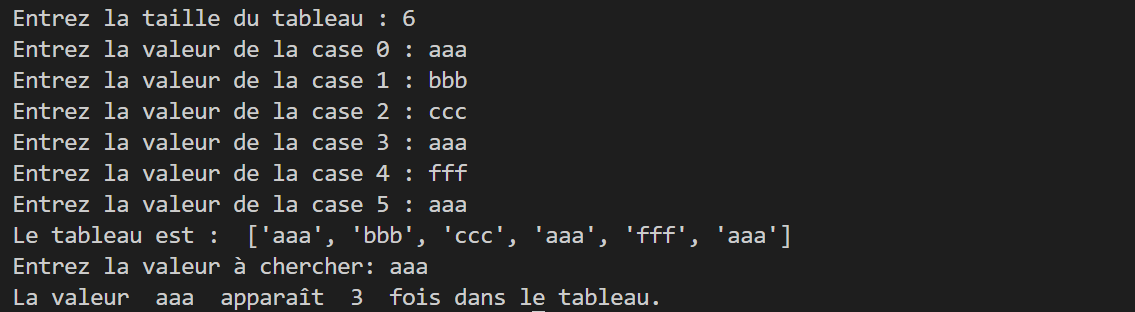 Entrez la taille du tableau : 6
Entrez la valeur de la case 0 : aaa
Entrez la valeur de la case 1 : bbb
Entrez la valeur de la case 2 : ccc
Entrez la valeur de la case 3 : aaa
Entrez la valeur de la case 4 : fff
Entrez la valeur de la case 5 : aaa
Le tableau est :  ['aaa', 'bbb', 'ccc', 'aaa', 'fff', 'aaa']
Entrez la valeur à chercher: aaa
La valeur  aaa  apparaît  3  fois dans le tableau.